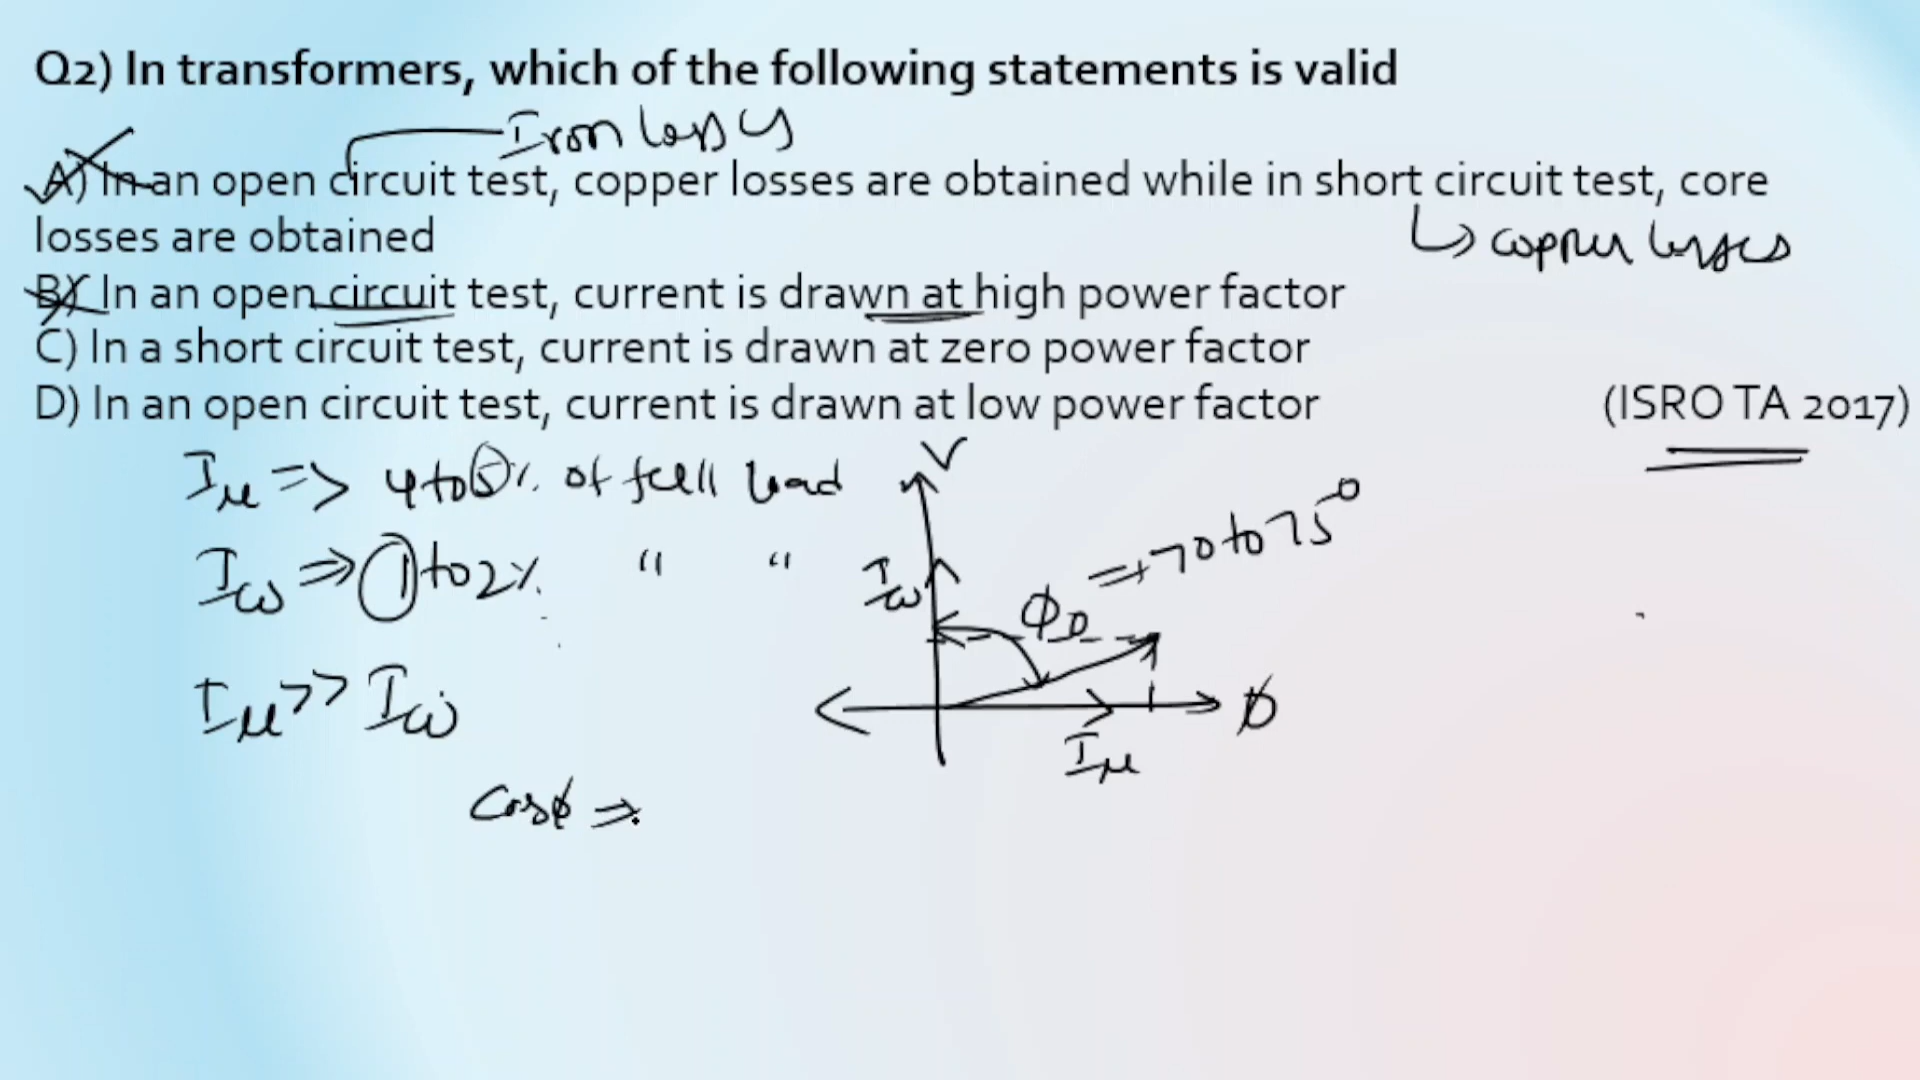 Q2) In transformers, which of the following statements is valid
Iron losses
A) In an open circuit test, copper losses are obtained while in short circuit test, core
losses are obtained
copper losses
B) In an open circuit test, current is drawn at high power factor
C) In a short circuit test, current is drawn at zero power factor
D) In an open circuit test, current is drawn at low power factor (ISRO TA 2017)
Iμ => 4 to 5% of full load
V
Iω => 1 to 2% " "
Iω
ϕ0 => 70 to 75°
Iμ >> Iω
ϕ
Iμ
Cosϕ =>